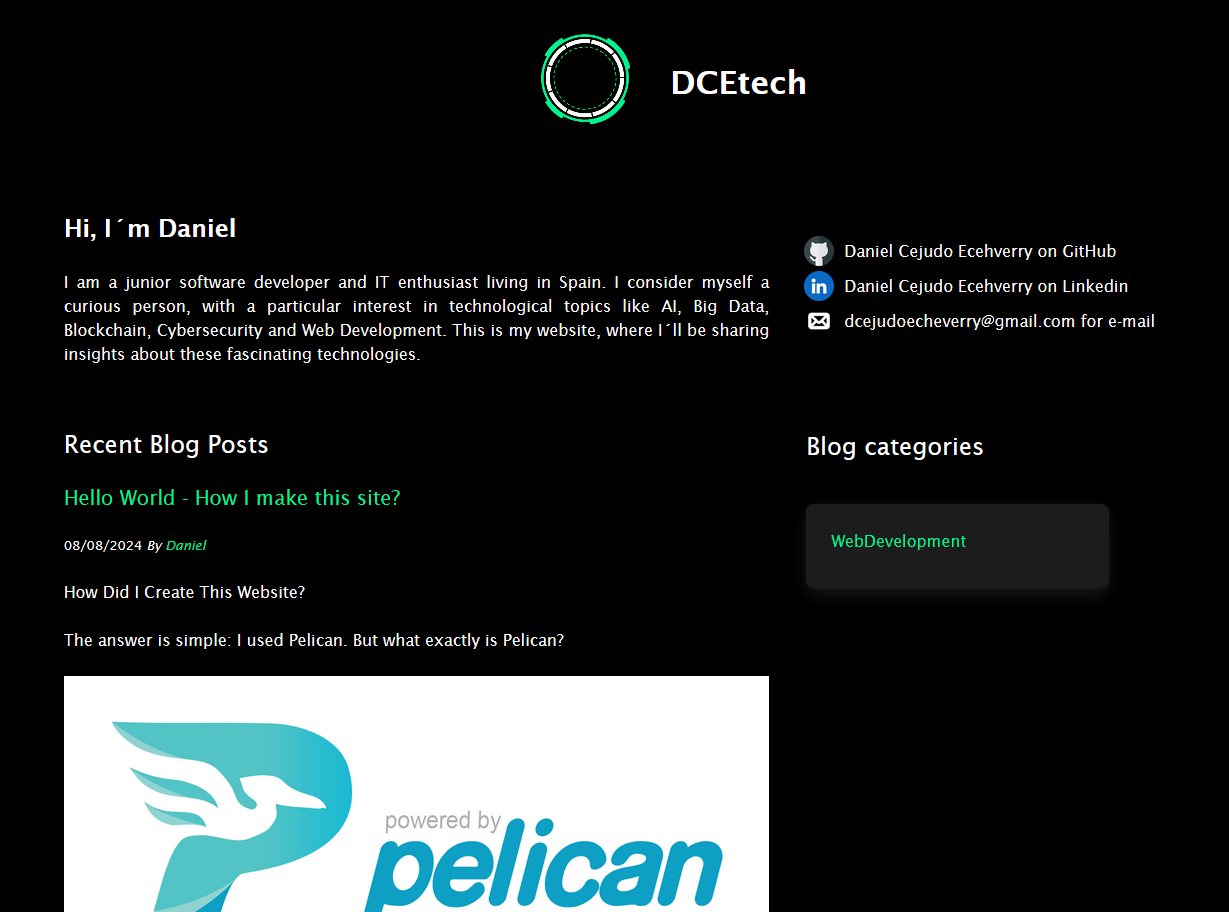 DCEtech
Hi, I´m Daniel
I am a junior software developer and IT enthusiast living in Spain. I consider myself a
curious person, with a particular interest in technological topics like AI, Big Data,
Blockchain, Cybersecurity and Web Development. This is my website, where I´ll be sharing
insights about these fascinating technologies.
Daniel Cejudo Ecehverry on GitHub
Daniel Cejudo Ecehverry on Linkedin
dcejudoecheverry@gmail.com for e-mail
Recent Blog Posts
Hello World - How I make this site?
08/08/2024 By Daniel
How Did I Create This Website?
The answer is simple: I used Pelican. But what exactly is Pelican?
powered by
pelican
Blog categories
WebDevelopment